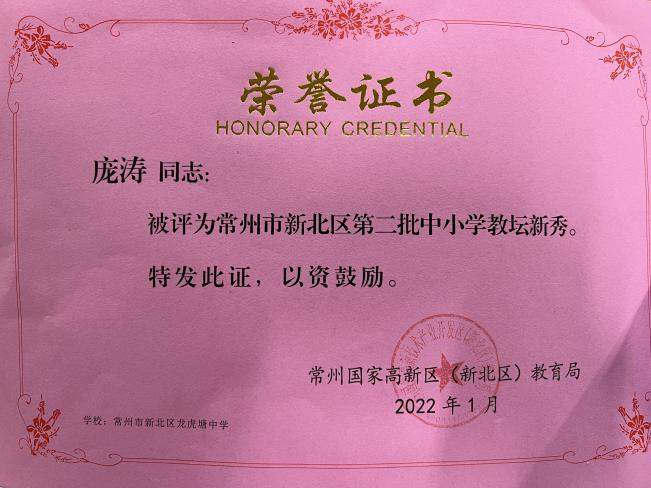 荣誉证书
HONORARY CREDENTIAL
庞涛 同志：
被评为常州市新北区第二批中小学教坛新秀。
特发此证，以资鼓励。
常州国家高新区（新北区）教育局
2022 年 1 月
学校：常州市新北区龙虎塘中学